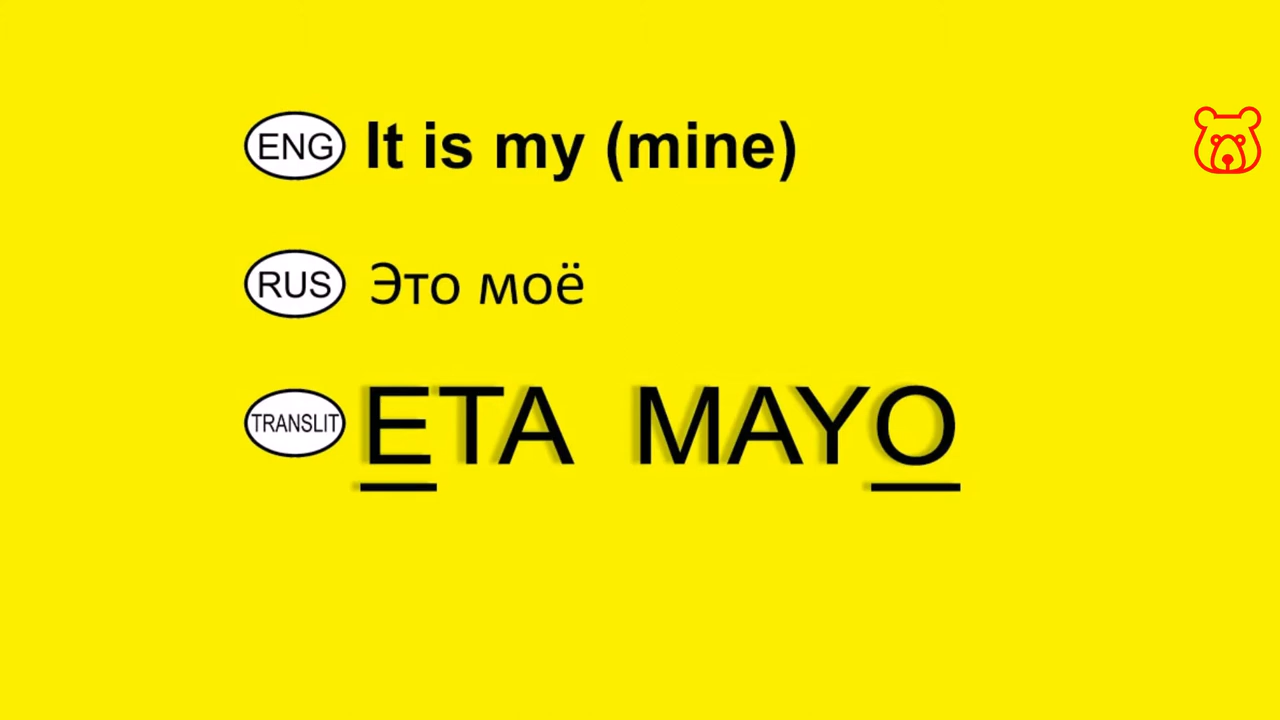 ENG It is my (mine)
RUS Это моё
TRANSLIT ETA MAYO